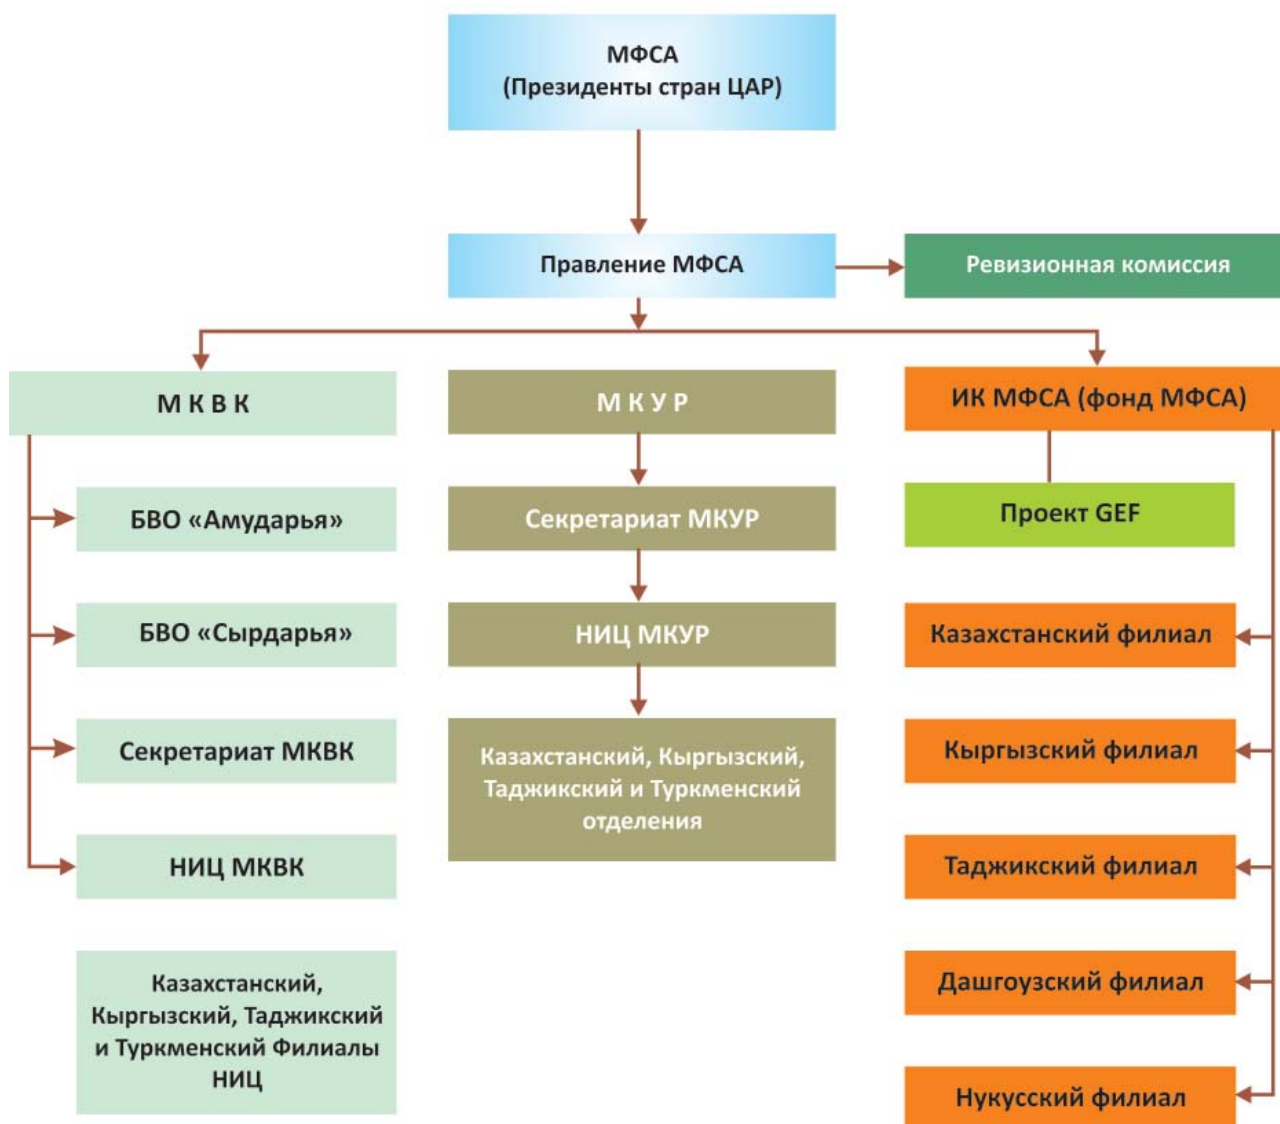 МФСА
(Президенты стран ЦАР)
Правление МФСА
Ревизионная комиссия
М К В К
М К У Р
ИК МФСА (фонд МФСА)
БВО «Амударья»
Секретариат МКУР
Проект GEF
БВО «Сырдарья»
НИЦ МКУР
Казахстанский филиал
Секретариат МКВК
Казахстанский, Кыргызский,
Таджикский и Туркменский
отделения
Кыргызский филиал
НИЦ МКВК
Таджикский филиал
Казахстанский,
Кыргызский, Таджикский
и Туркменский Филиалы
НИЦ
Дашгоузский филиал
Нукусский филиал